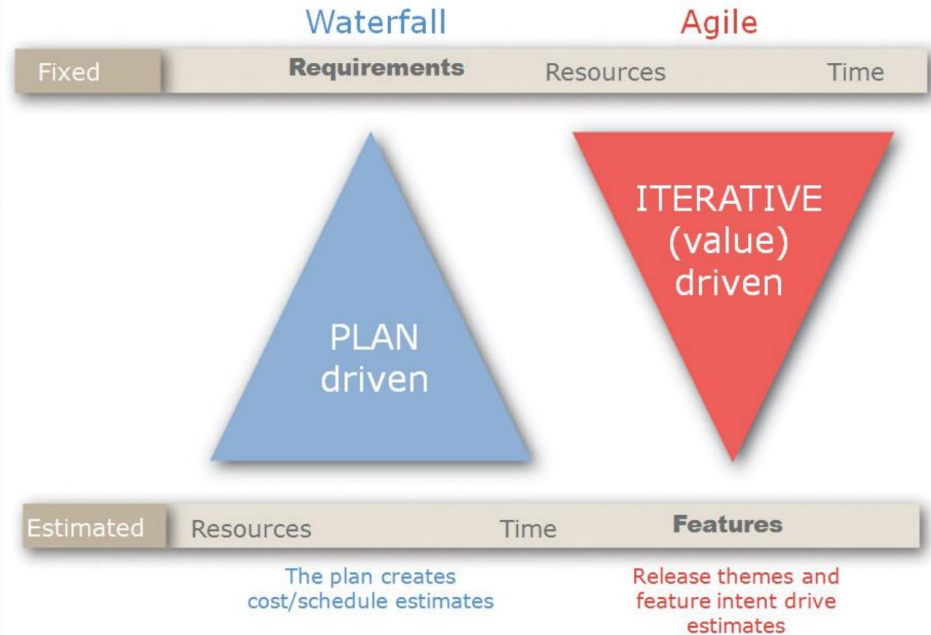 Waterfall Agile
Fixed Requirements Resources Time
ITERATIVE
(value)
driven
PLAN
driven
Estimated Resources Time Features
The plan creates
cost/schedule estimates
Release themes and
feature intent drive
estimates